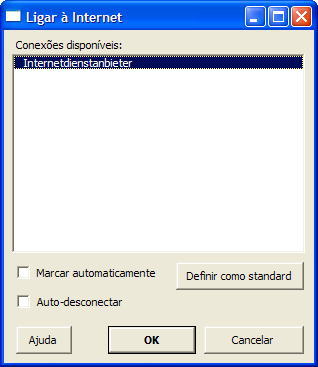 Ligar à Internet
Conexões disponíveis:
Internetdienstanbieter
Marcar automaticamente
Definir como standard
Auto-desconectar
Ajuda
OK
Cancelar